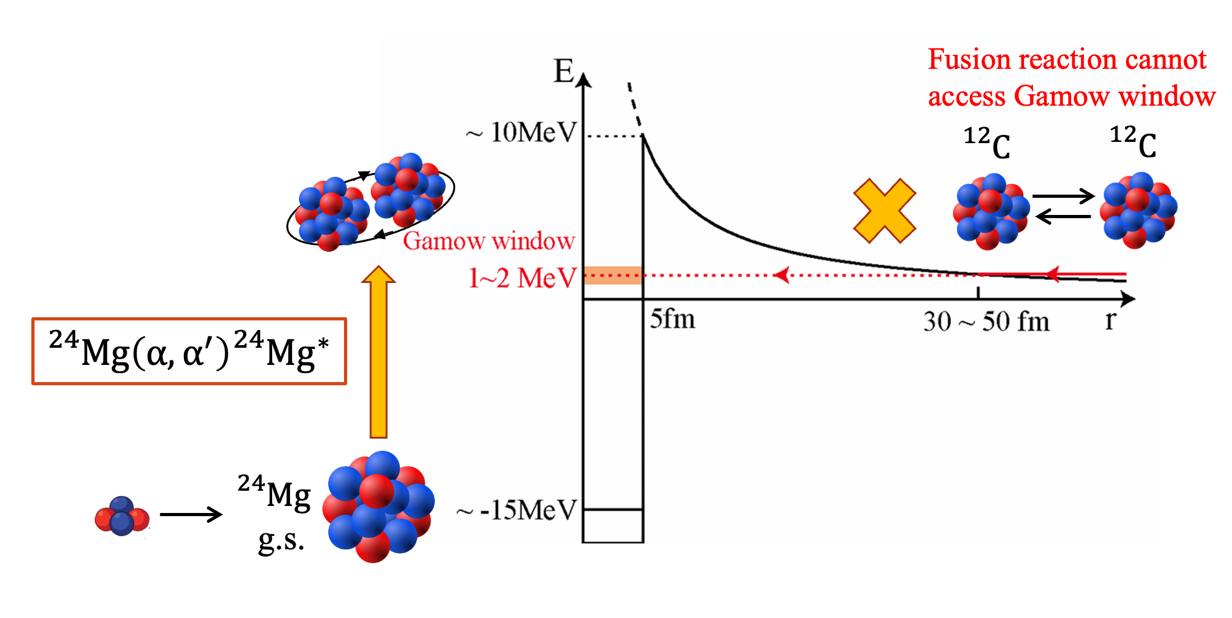 Fusion reaction cannot
access Gamow window
¹²C ¹²C
E
~ 10MeV
Gamow window
1~2 MeV
5fm
30 ~ 50 fm
r
²⁴Mg(α, α′)²⁴Mg*
²⁴Mg
g.s.
~ -15MeV